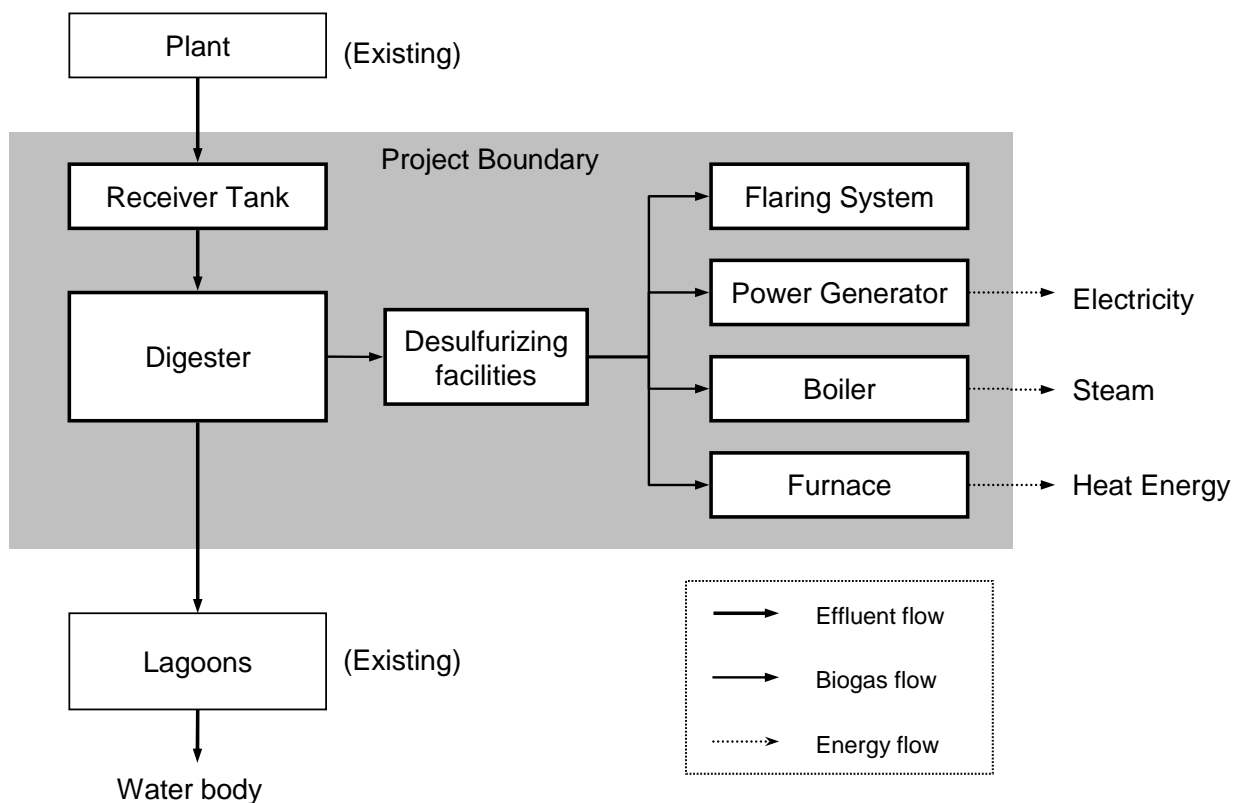 Plant
(Existing)
Project Boundary
Receiver Tank
Flaring System
Power Generator
Electricity
Digester
Desulfurizing
facilities
Boiler
Steam
Furnace
Heat Energy
Lagoons
(Existing)
Effluent flow
Biogas flow
Energy flow
Water body